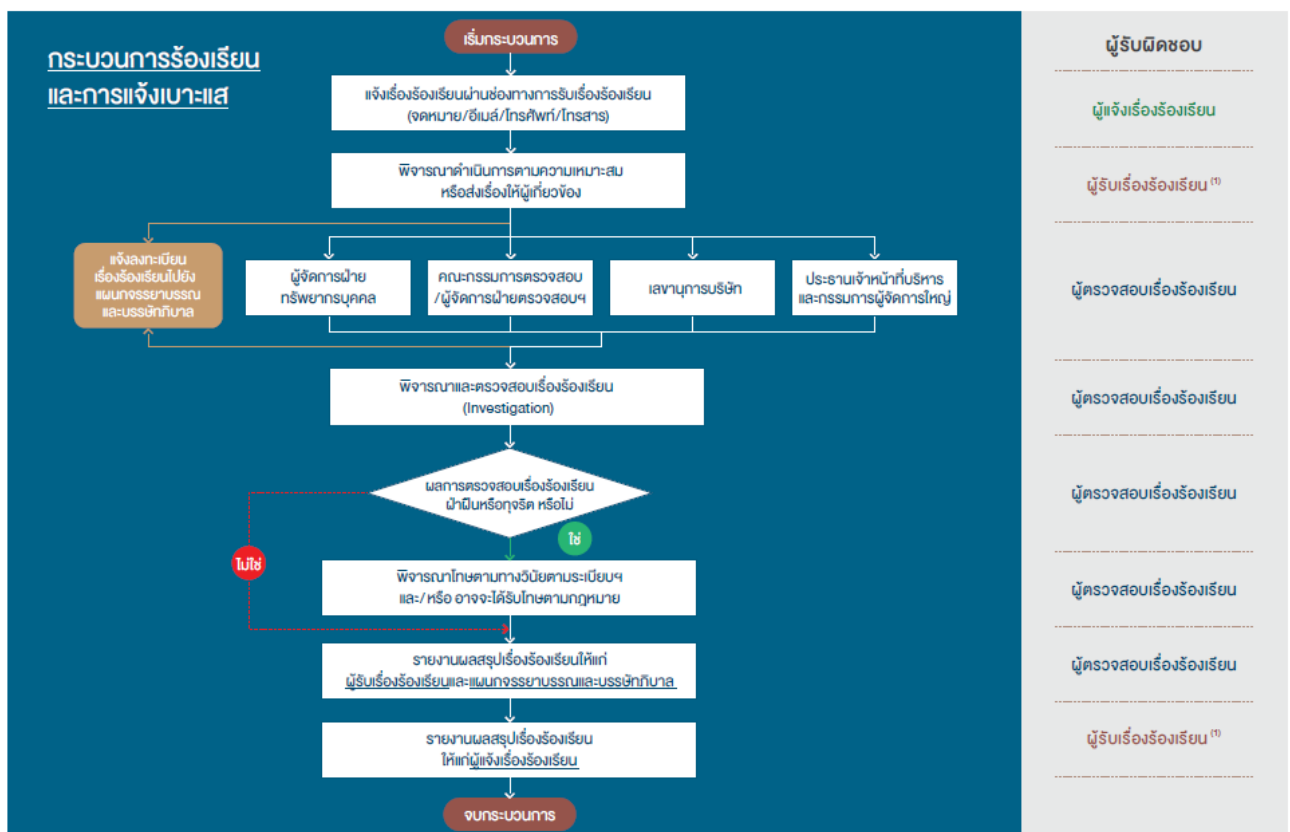 กระบวนการร้องเรียน
และการแจ้งเบาะแส
เริ่มกระบวนการ
ผู้รับผิดชอบ
แจ้งเรื่องร้องเรียนผ่านช่องทางการรับเรื่องร้องเรียน
(จดหมาย/อีเมล์/โทรศัพท์/โทรสาร)
ผู้แจ้งเรื่องร้องเรียน
พิจารณาดำเนินการตามความเหมาะสม
หรือส่งเรื่องให้ผู้เกี่ยวข้อง
ผู้รับเรื่องร้องเรียน (1)
แจ้งลงทะเบียน
เรื่องร้องเรียนไปยัง
แผนกจรรยาบรรณ
และบรรษัทภิบาล
ผู้จัดการฝ่าย
ทรัพยากรบุคคล
คณะกรรมการตรวจสอบ
/ผู้จัดการฝ่ายตรวจสอบฯ
เลขานุการบริษัท
ประธานเจ้าหน้าที่บริหาร
และกรรมการผู้จัดการใหญ่
ผู้ตรวจสอบเรื่องร้องเรียน
พิจารณาและตรวจสอบเรื่องร้องเรียน
(Investigation)
ผู้ตรวจสอบเรื่องร้องเรียน
ผลการตรวจสอบเรื่องร้องเรียน
ฝ่าฝืนหรือทุจริต หรือไม่
ผู้ตรวจสอบเรื่องร้องเรียน
ใช่
ไม่ใช่
พิจารณาโทษตามทางวินัยตามระเบียบฯ
และ/หรือ อาจจะได้รับโทษตามกฎหมาย
ผู้ตรวจสอบเรื่องร้องเรียน
รายงานผลสรุปเรื่องร้องเรียนให้แก่
ผู้รับเรื่องร้องเรียนและแผนกจรรยาบรรณและบรรษัทภิบาล
ผู้ตรวจสอบเรื่องร้องเรียน
รายงานผลสรุปเรื่องร้องเรียน
ให้แก่ผู้แจ้งเรื่องร้องเรียน
ผู้รับเรื่องร้องเรียน (1)
จบกระบวนการ